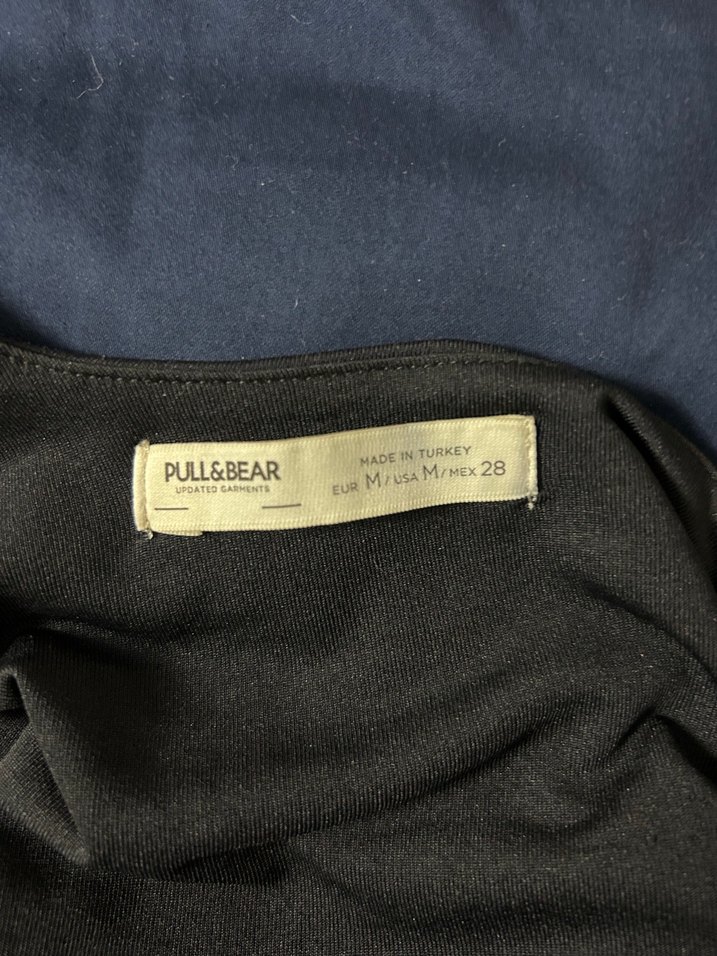 PULL&BEAR
UPDATED GARMENTS
MADE IN TURKEY
EUR M / USA M / MEX 28